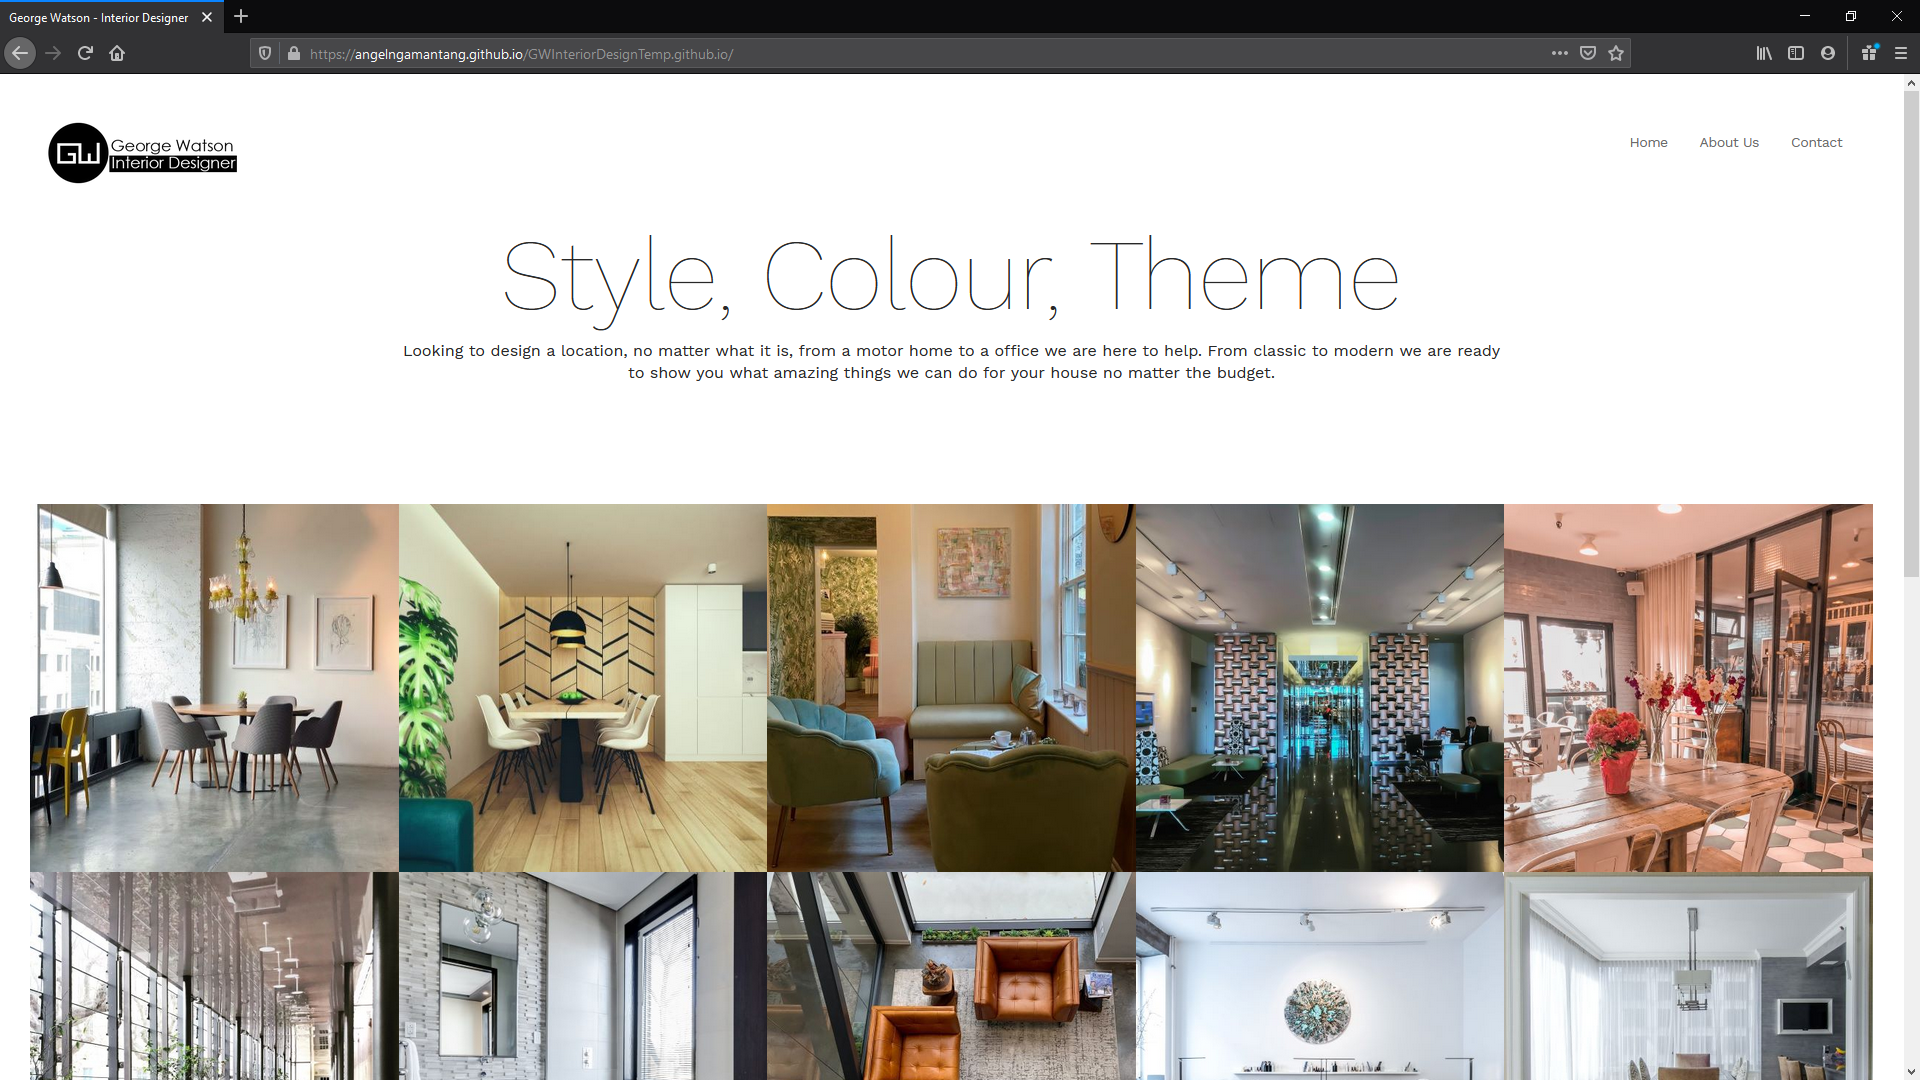 George Watson - Interior Designer
https://angelngamantang.github.io/GWInteriorDesignTemp.github.io/
GW
George Watson
Interior Designer
Home
About Us
Contact
Style, Colour, Theme
Looking to design a location, no matter what it is, from a motor home to a office we are here to help. From classic to modern we are ready
to show you what amazing things we can do for your house no matter the budget.